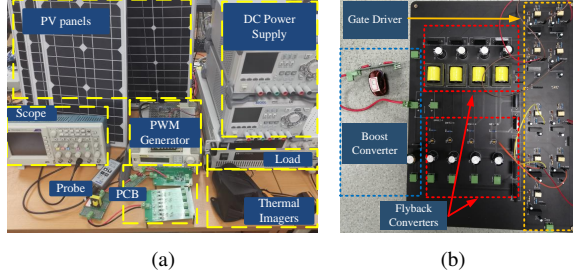 PV panels
DC Power
Supply
Scope
PWM
Generator
Load
Probe
PCB
Thermal
Imagers
(a)
Gate Driver
Boost
Converter
Flyback
Converters
(b)